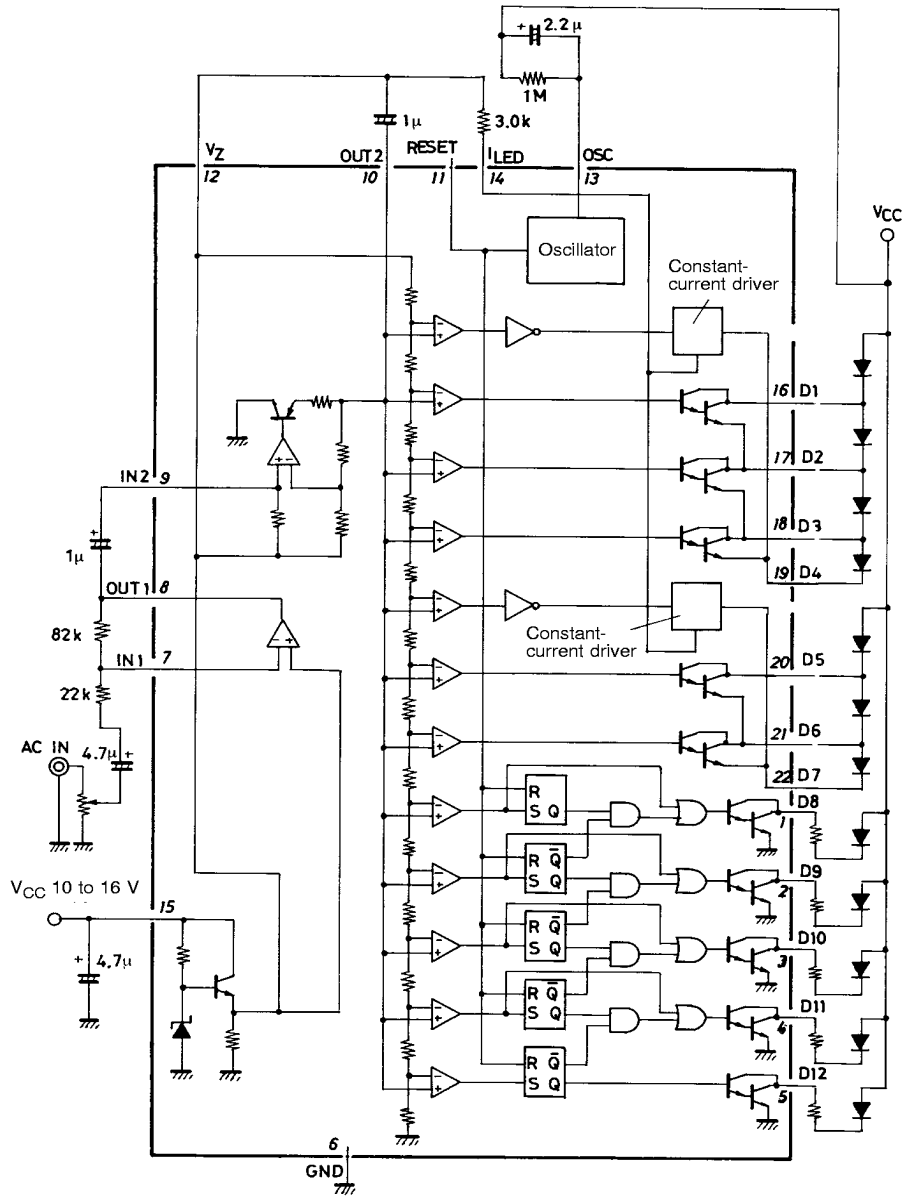 + 2.2μ
1M
1μ
3.0k
RESET
VZ
OUT2
ILED
OSC
12
10
11
14
13
VCC
Oscillator
Constant-
current driver
- +
- +
16 D1
- +
+ -
17 D2
IN2 9
- +
18 D3
+
1μ
- +
19 D4
OUT1 8
- +
82k
Constant-
current driver
20 D5
IN1 7
- +
22k
21 D6
4.7μ +
AC IN
- +
22 D7
R
S Q
D8
1
- +
VCC 10 to 16 V
R Q̅
S Q
D9
2
- +
15
R Q̅
S Q
D10
3
+ 4.7μ
- +
R Q̅
S Q
D11
4
- +
R Q̅
S Q
D12
5
- +
6
GND